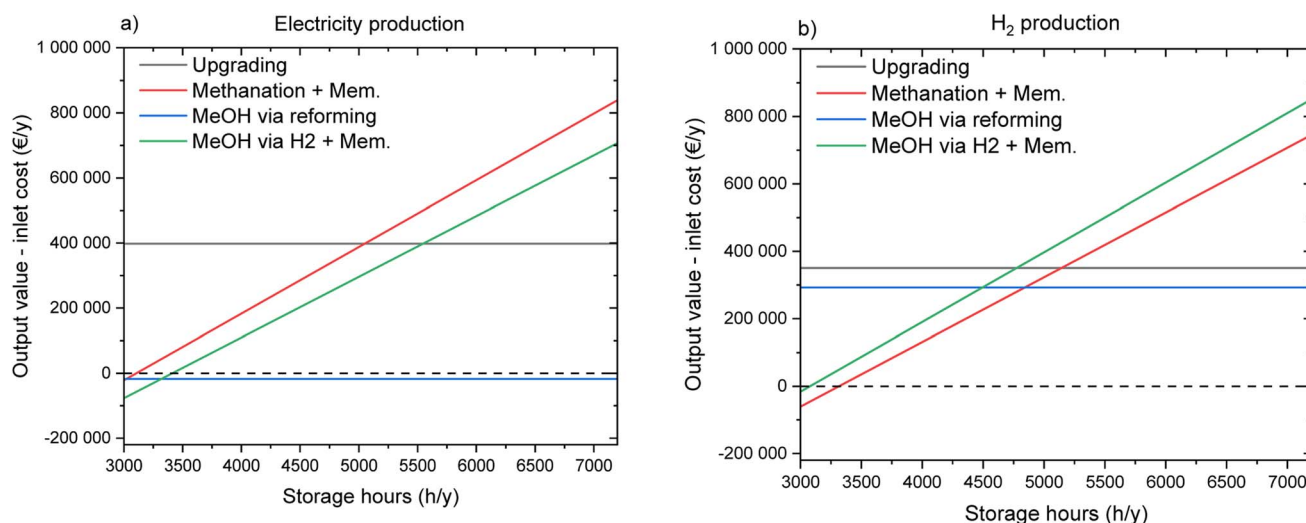 a)
Electricity production
1 000 000
800 000
600 000
400 000
200 000
0
-200 000
Output value - inlet cost (€/y)
Upgrading
Methanation + Mem.
MeOH via reforming
MeOH via H2 + Mem.
3000 3500 4000 4500 5000 5500 6000 6500 7000
Storage hours (h/y)
b)
H₂ production
1 000 000
800 000
600 000
400 000
200 000
0
-200 000
Output value - inlet cost (€/y)
Upgrading
Methanation + Mem.
MeOH via reforming
MeOH via H2 + Mem.
3000 3500 4000 4500 5000 5500 6000 6500 7000
Storage hours (h/y)